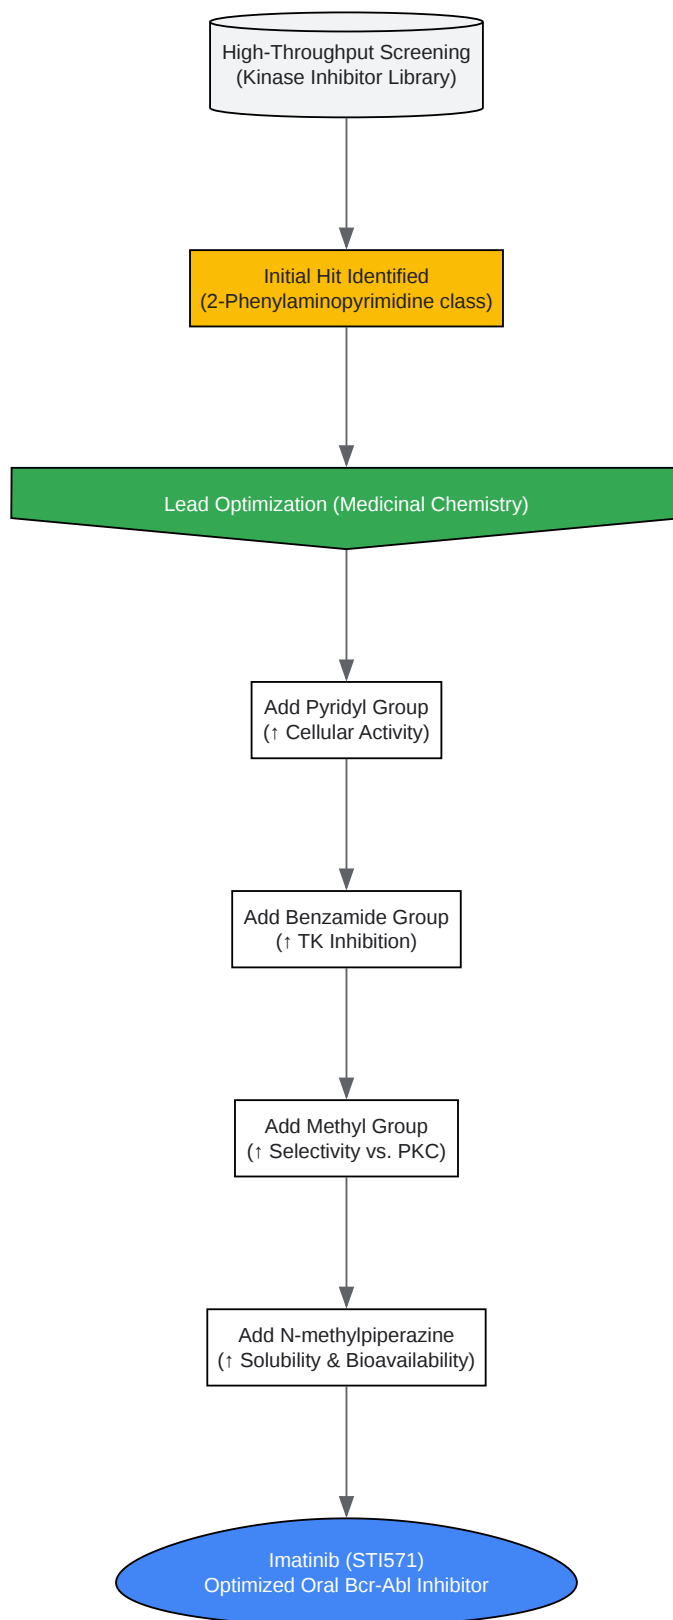 High-Throughput Screening
(Kinase Inhibitor Library)
Initial Hit Identified
(2-Phenylaminopyrimidine class)
Lead Optimization (Medicinal Chemistry)
Add Pyridyl Group
(↑ Cellular Activity)
Add Benzamide Group
(↑ TK Inhibition)
Add Methyl Group
(↑ Selectivity vs. PKC)
Add N-methylpiperazine
(↑ Solubility & Bioavailability)
Imatinib (STI571)
Optimized Oral Bcr-Abl Inhibitor